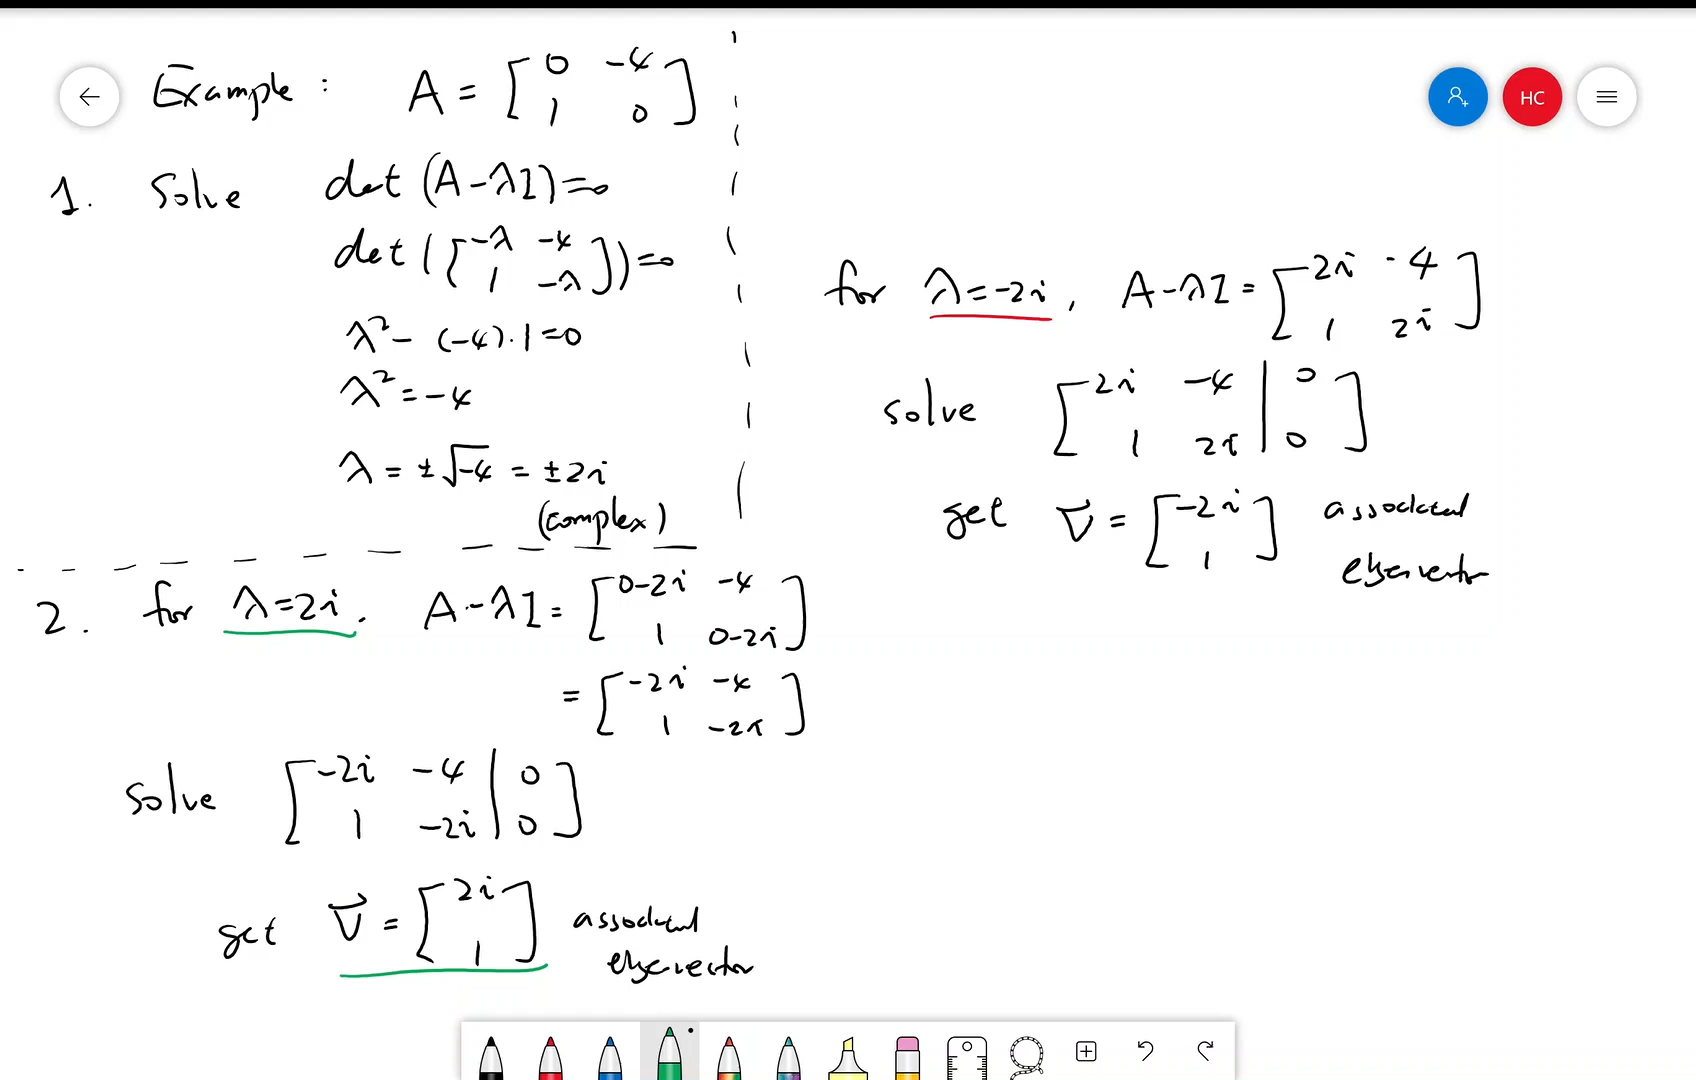 Example : A = [ 0 -4 ; 1 0 ]
1. Solve det (A-λI)=0
det ([ -λ -4 ; 1 -λ ])=0
λ² - (-4)·1=0
λ² = -4
λ = ±√-4 = ±2i
(complex)
2. for λ=2i, A-λI = [ 0-2i -4 ; 1 0-2i ]
= [ -2i -4 ; 1 -2i ]
Solve [ -2i -4 | 0 ; 1 -2i | 0 ]
get v⃗ = [ 2i ; 1 ] associated
eigenvector
for λ=-2i, A-λI = [ 2i -4 ; 1 2i ]
solve [ 2i -4 | 0 ; 1 2i | 0 ]
get v⃗ = [ -2i ; 1 ] associated
eigenvector
HC